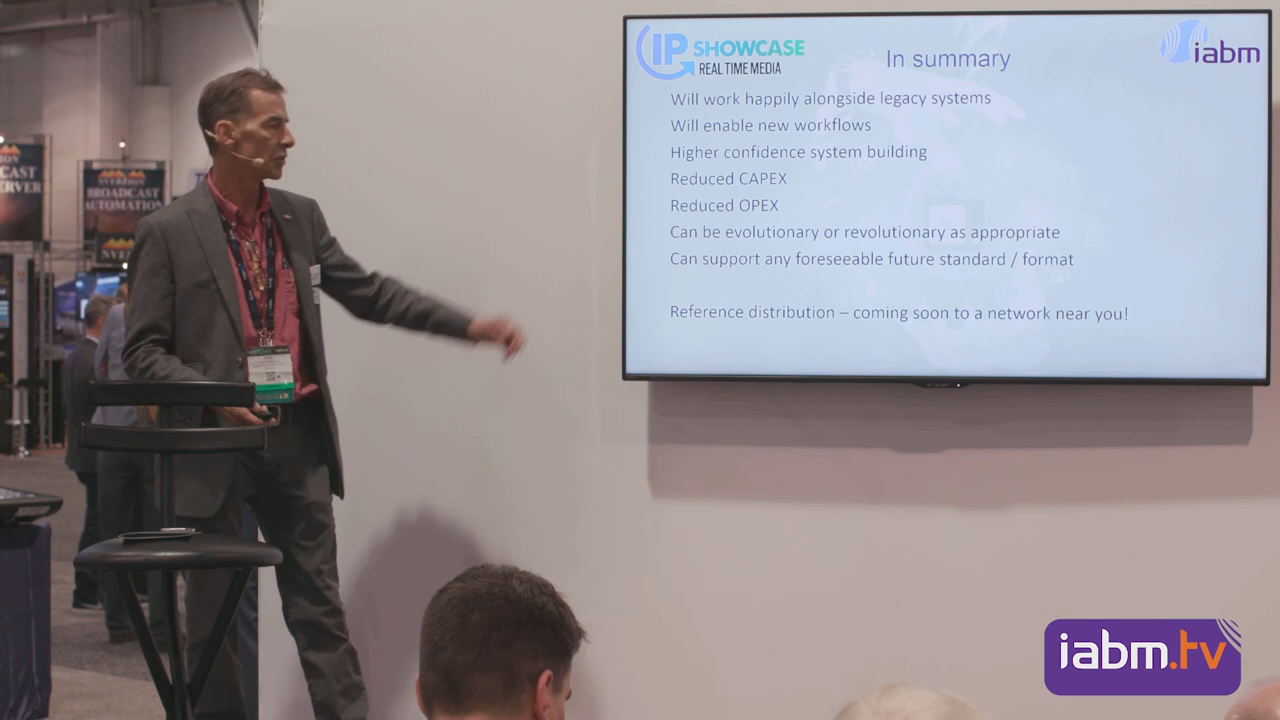 IP SHOWCASE
REAL TIME MEDIA
In summary
iabm
Will work happily alongside legacy systems
Will enable new workflows
Higher confidence system building
Reduced CAPEX
Reduced OPEX
Can be evolutionary or revolutionary as appropriate
Can support any foreseeable future standard / format
Reference distribution – coming soon to a network near you!
BROADCAST
AUTOMATION
iabm.tv